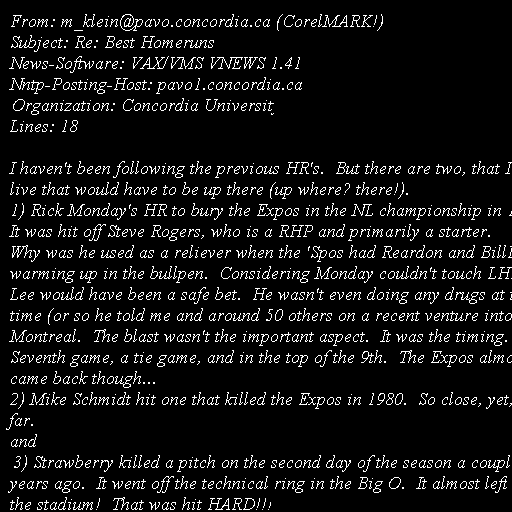 From: m_klein@pavo.concordia.ca (CorelMARK!)
Subject: Re: Best Homeruns
News-Software: VAX/VMS VNEWS 1.41
Nntp-Posting-Host: pavo1.concordia.ca
Organization: Concordia Universit
Lines: 18
I haven't been following the previous HR's. But there are two, that I
live that would have to be up there (up where? there!).
1) Rick Monday's HR to bury the Expos in the NL championship in
It was hit off Steve Rogers, who is a RHP and primarily a starter.
Why was he used as a reliever when the 'Spos had Reardon and Bill
warming up in the bullpen. Considering Monday couldn't touch LH
Lee would have been a safe bet. He wasn't even doing any drugs at
time (or so he told me and around 50 others on a recent venture into
Montreal. The blast wasn't the important aspect. It was the timing.
Seventh game, a tie game, and in the top of the 9th. The Expos almo
came back though...
2) Mike Schmidt hit one that killed the Expos in 1980. So close, yet,
far.
and
3) Strawberry killed a pitch on the second day of the season a coupl
years ago. It went off the technical ring in the Big O. It almost left
the stadium! That was hit HARD!!!